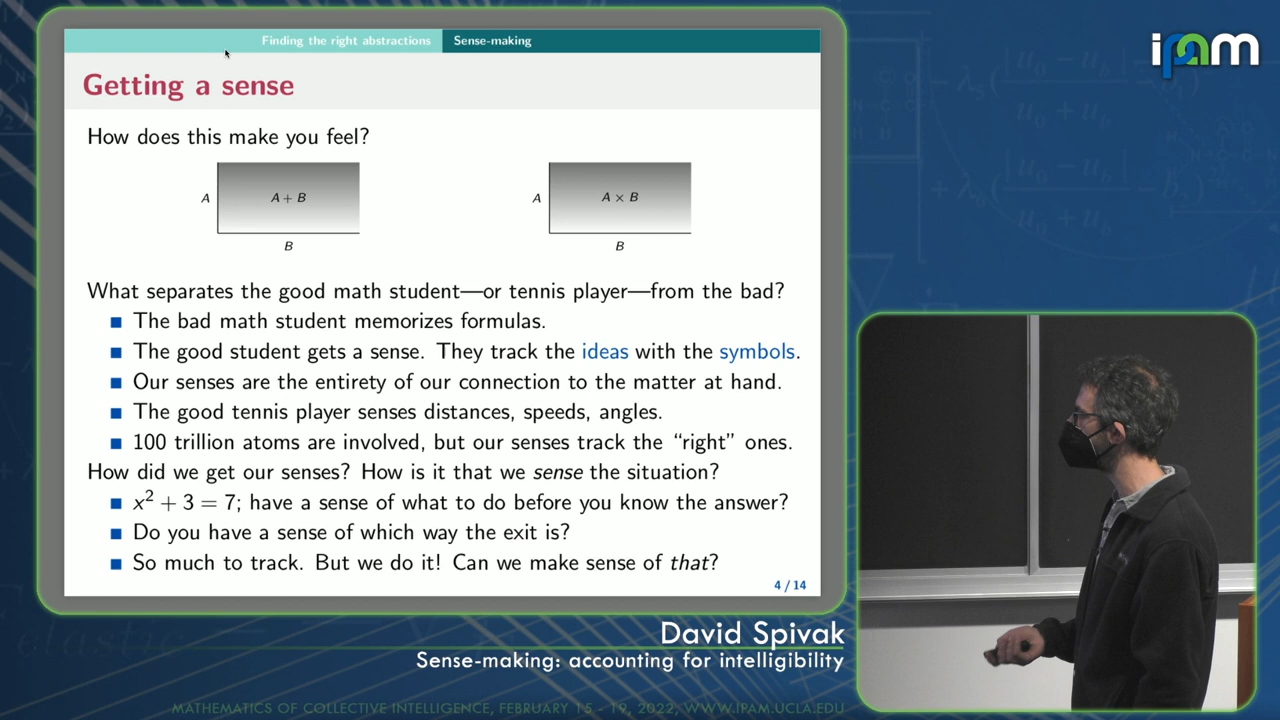 Finding the right abstractions Sense-making
ipam
Getting a sense
How does this make you feel?
A A + B A A × B
B B
What separates the good math student—or tennis player—from the bad?
■ The bad math student memorizes formulas.
■ The good student gets a sense. They track the ideas with the symbols.
■ Our senses are the entirety of our connection to the matter at hand.
■ The good tennis player senses distances, speeds, angles.
■ 100 trillion atoms are involved, but our senses track the “right” ones.
How did we get our senses? How is it that we sense the situation?
■ x² + 3 = 7; have a sense of what to do before you know the answer?
■ Do you have a sense of which way the exit is?
■ So much to track. But we do it! Can we make sense of that?
4 / 14
David Spivak
Sense-making: accounting for intelligibility
MATHEMATICS OF COLLECTIVE INTELLIGENCE, FEBRUARY 15 - 19, 2022, WWW.IPAM.UCLA.EDU